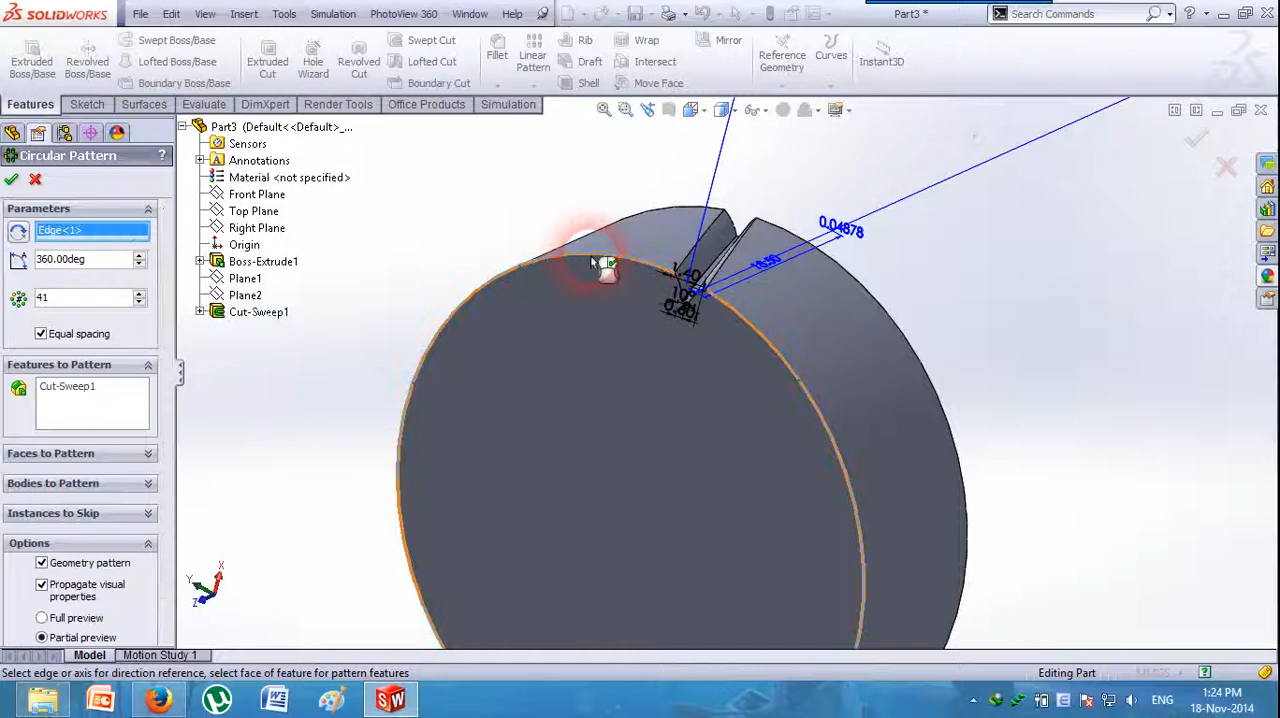 SOLIDWORKS File Edit View Insert Tools Simulation PhotoView 360 Window Help Part3 * Search Commands
Extruded Boss/Base
Revolved Boss/Base
Swept Boss/Base
Lofted Boss/Base
Boundary Boss/Base
Extruded Cut
Hole Wizard
Revolved Cut
Swept Cut
Lofted Cut
Boundary Cut
Fillet
Linear Pattern
Rib
Draft
Shell
Wrap
Intersect
Move Face
Mirror
Reference Geometry
Curves
Instant3D
Features Sketch Surfaces Evaluate DimXpert Render Tools Office Products Simulation
Circular Pattern ?
Parameters
Edge<1>
360.00deg
41
Equal spacing
Features to Pattern
Cut-Sweep1
Faces to Pattern
Bodies to Pattern
Instances to Skip
Options
Geometry pattern
Propagate visual
properties
Full preview
Partial preview
Part3 (Default<<Default>_...
Sensors
Annotations
Material <not specified>
Front Plane
Top Plane
Right Plane
Origin
Boss-Extrude1
Plane1
Plane2
Cut-Sweep1
0.04878
16.50
1.40
10°
0.80
X
Y
Z
Model Motion Study 1
Select edge or axis for direction reference, select face of feature for pattern features Editing Part
ENG
1:24 PM
18-Nov-2014